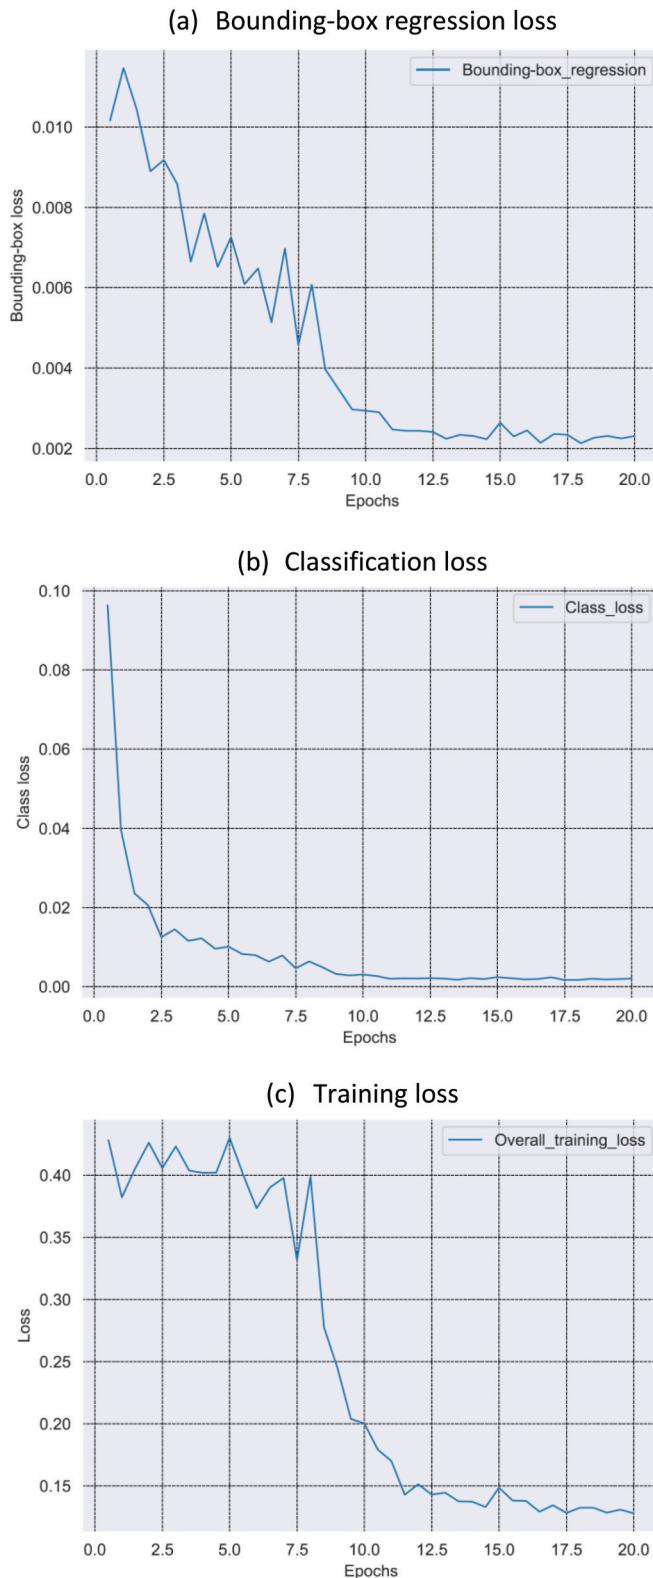 (a) Bounding-box regression loss
Bounding-box_regression
0.010
0.008
0.006
0.004
0.002
Bounding-box loss
0.0 2.5 5.0 7.5 10.0 12.5 15.0 17.5 20.0
Epochs
(b) Classification loss
Class_loss
0.10
0.08
0.06
0.04
0.02
0.00
Class loss
0.0 2.5 5.0 7.5 10.0 12.5 15.0 17.5 20.0
Epochs
(c) Training loss
Overall_training_loss
0.40
0.35
0.30
0.25
0.20
0.15
Loss
0.0 2.5 5.0 7.5 10.0 12.5 15.0 17.5 20.0
Epochs